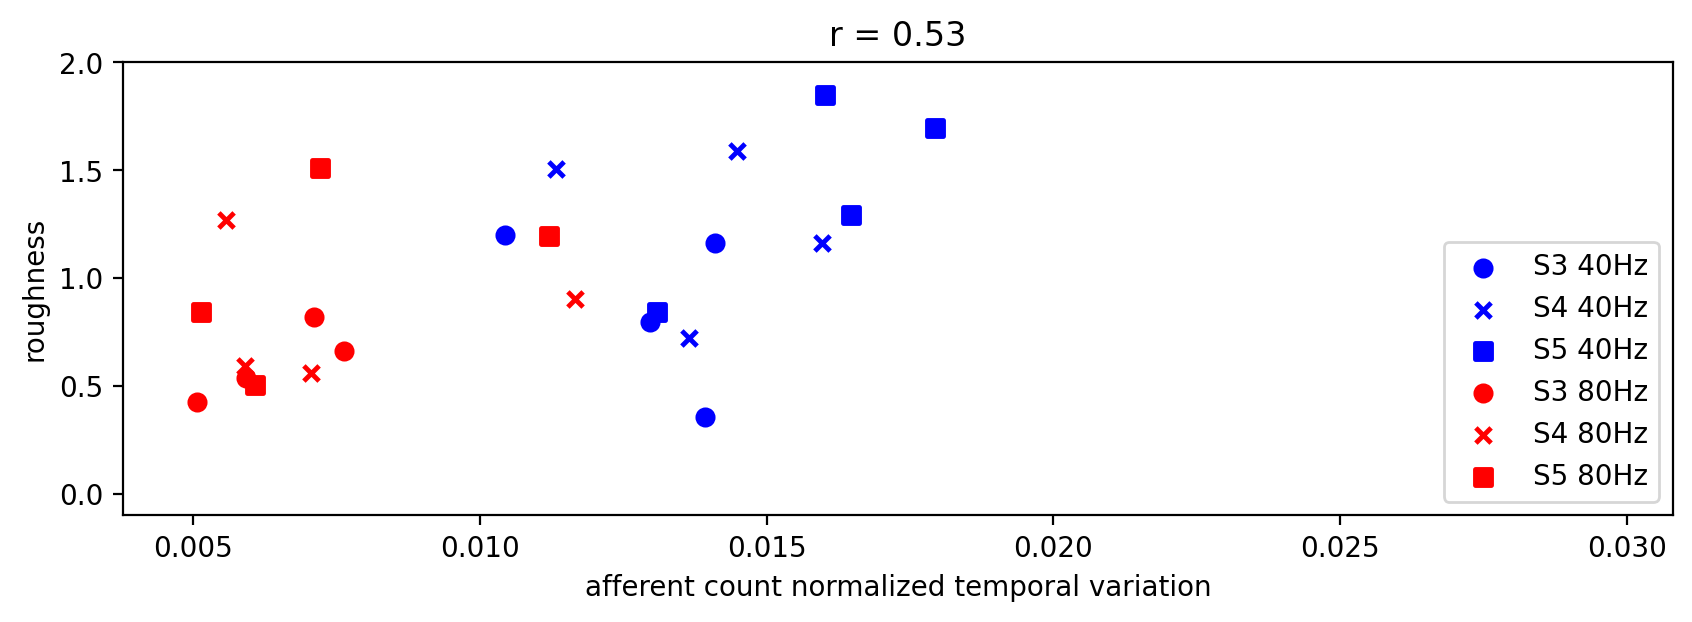 r = 0.53
2.0
1.5
1.0
0.5
0.0
roughness
S3 40Hz
S4 40Hz
S5 40Hz
S3 80Hz
S4 80Hz
S5 80Hz
0.005 0.010 0.015 0.020 0.025 0.030
afferent count normalized temporal variation